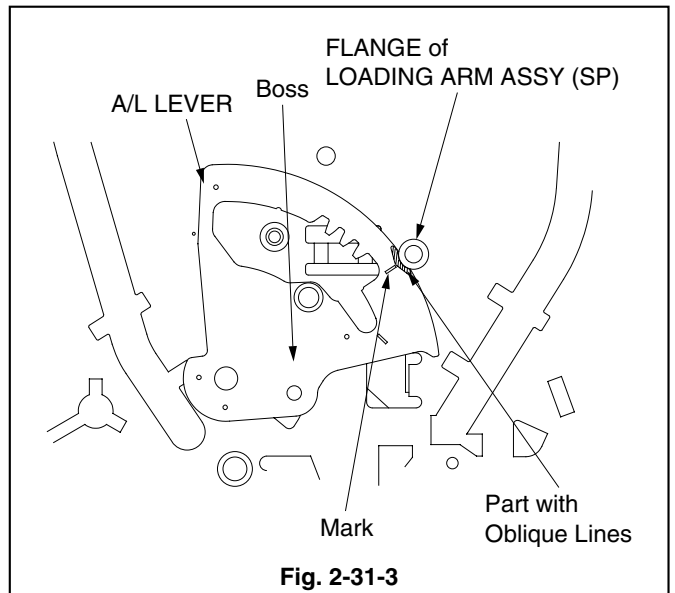 FLANGE of
LOADING ARM ASSY (SP)
Boss
A/L LEVER
Mark
Part with
Oblique Lines
Fig. 2-31-3